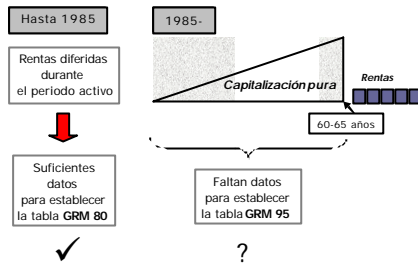 Hasta 1985
Rentas diferidas
durante
el periodo activo
Suficientes
datos
para establecer
la tabla GRM 80
1985-
Capitalización pura
Rentas
60-65 años
Faltan datos
para establecer
la tabla GRM 95
?